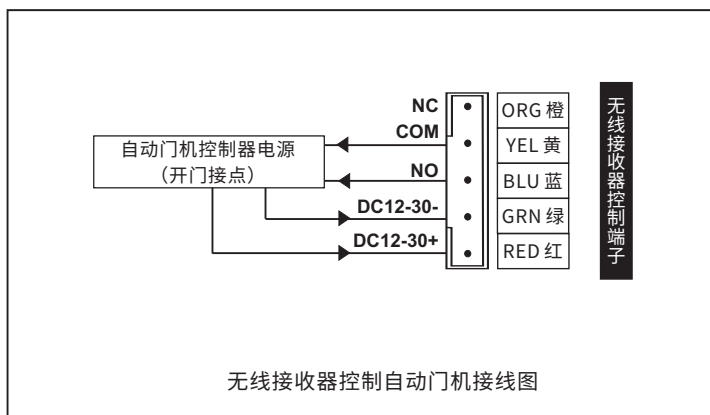 NC
ORG 橙
COM
YEL 黄
自动门机控制器电源
(开门接点)
NO
BLU 蓝
DC12-30-
GRN 绿
DC12-30+
RED 红
无线接收器控制端子
无线接收器控制自动门机接线图